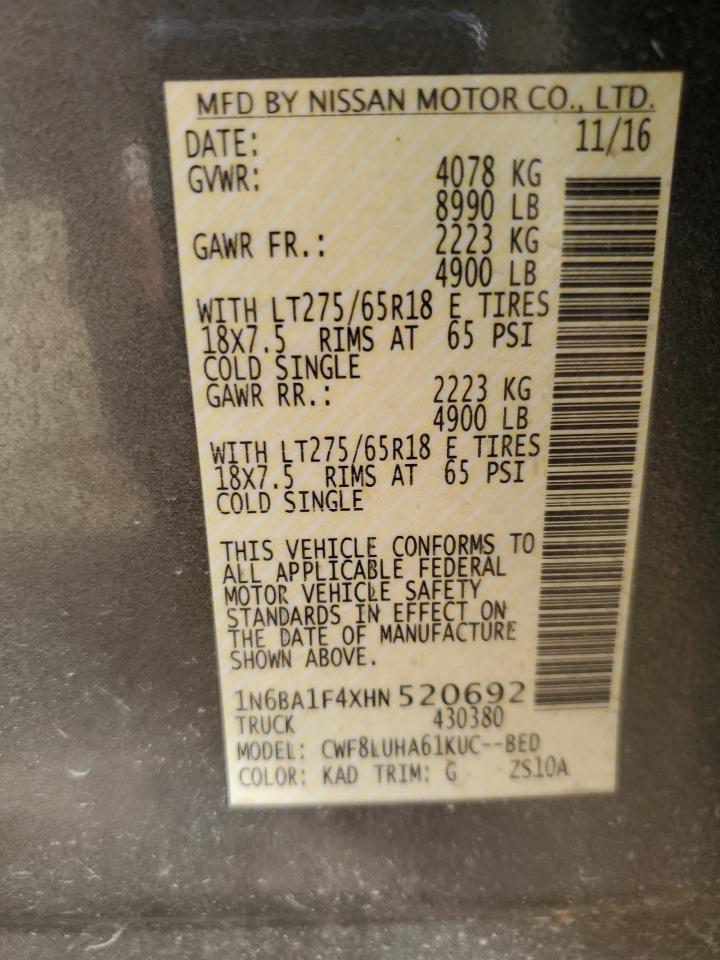 MFD BY NISSAN MOTOR CO., LTD.
DATE: 11/16
GVWR: 4078 KG
8990 LB
GAWR FR.: 2223 KG
4900 LB
WITH LT275/65R18 E TIRES
18X7.5 RIMS AT 65 PSI
COLD SINGLE
GAWR RR.: 2223 KG
4900 LB
WITH LT275/65R18 E TIRES
18X7.5 RIMS AT 65 PSI
COLD SINGLE
THIS VEHICLE CONFORMS TO
ALL APPLICABLE FEDERAL
MOTOR VEHICLE SAFETY
STANDARDS IN EFFECT ON
THE DATE OF MANUFACTURE
SHOWN ABOVE.
1N6BA1F4XHN 520692
TRUCK 430380
MODEL: CWF8LUHA61KUC--BED
COLOR: KAD TRIM: G ZS10A